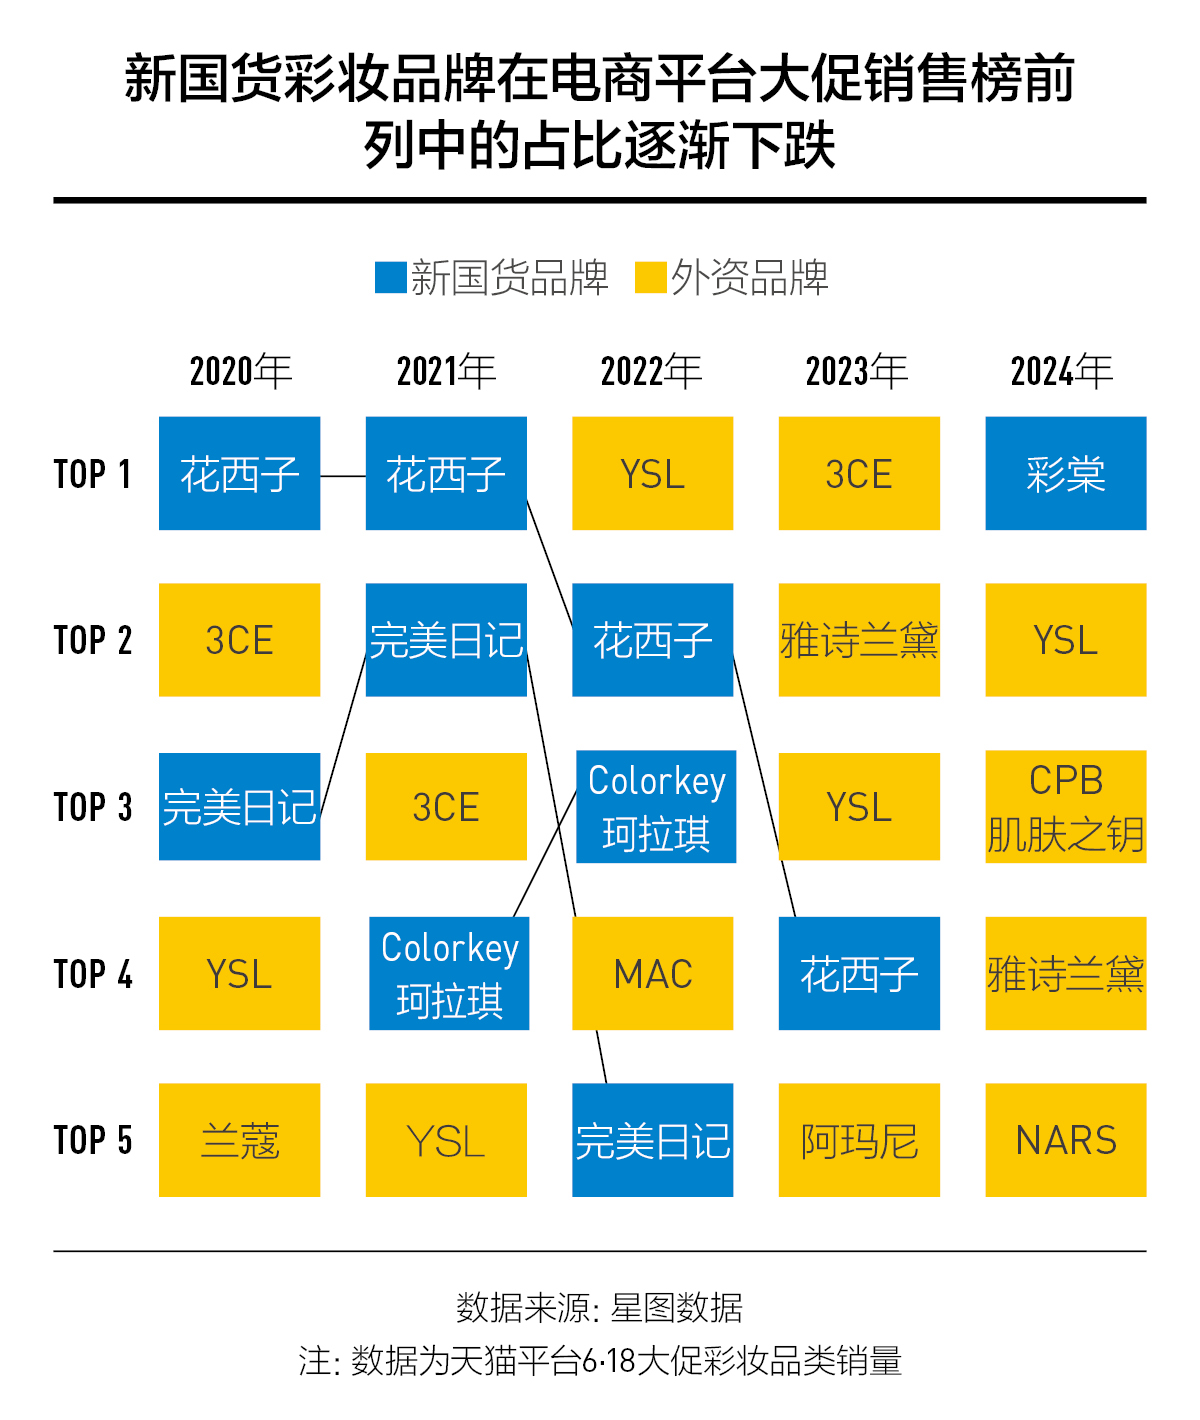 新国货彩妆品牌在电商平台大促销售榜前
列中的占比逐渐下跌
新国货品牌 外资品牌
2020年 2021年 2022年 2023年 2024年
TOP 1 花西子 花西子 YSL 3CE 彩棠
TOP 2 3CE 完美日记 花西子 雅诗兰黛 YSL
TOP 3 完美日记 3CE Colorkey 珂拉琪 YSL CPB 肌肤之钥
TOP 4 YSL Colorkey 珂拉琪 MAC 花西子 雅诗兰黛
TOP 5 兰蔻 YSL 完美日记 阿玛尼 NARS
数据来源: 星图数据
注: 数据为天猫平台6·18大促彩妆品类销量